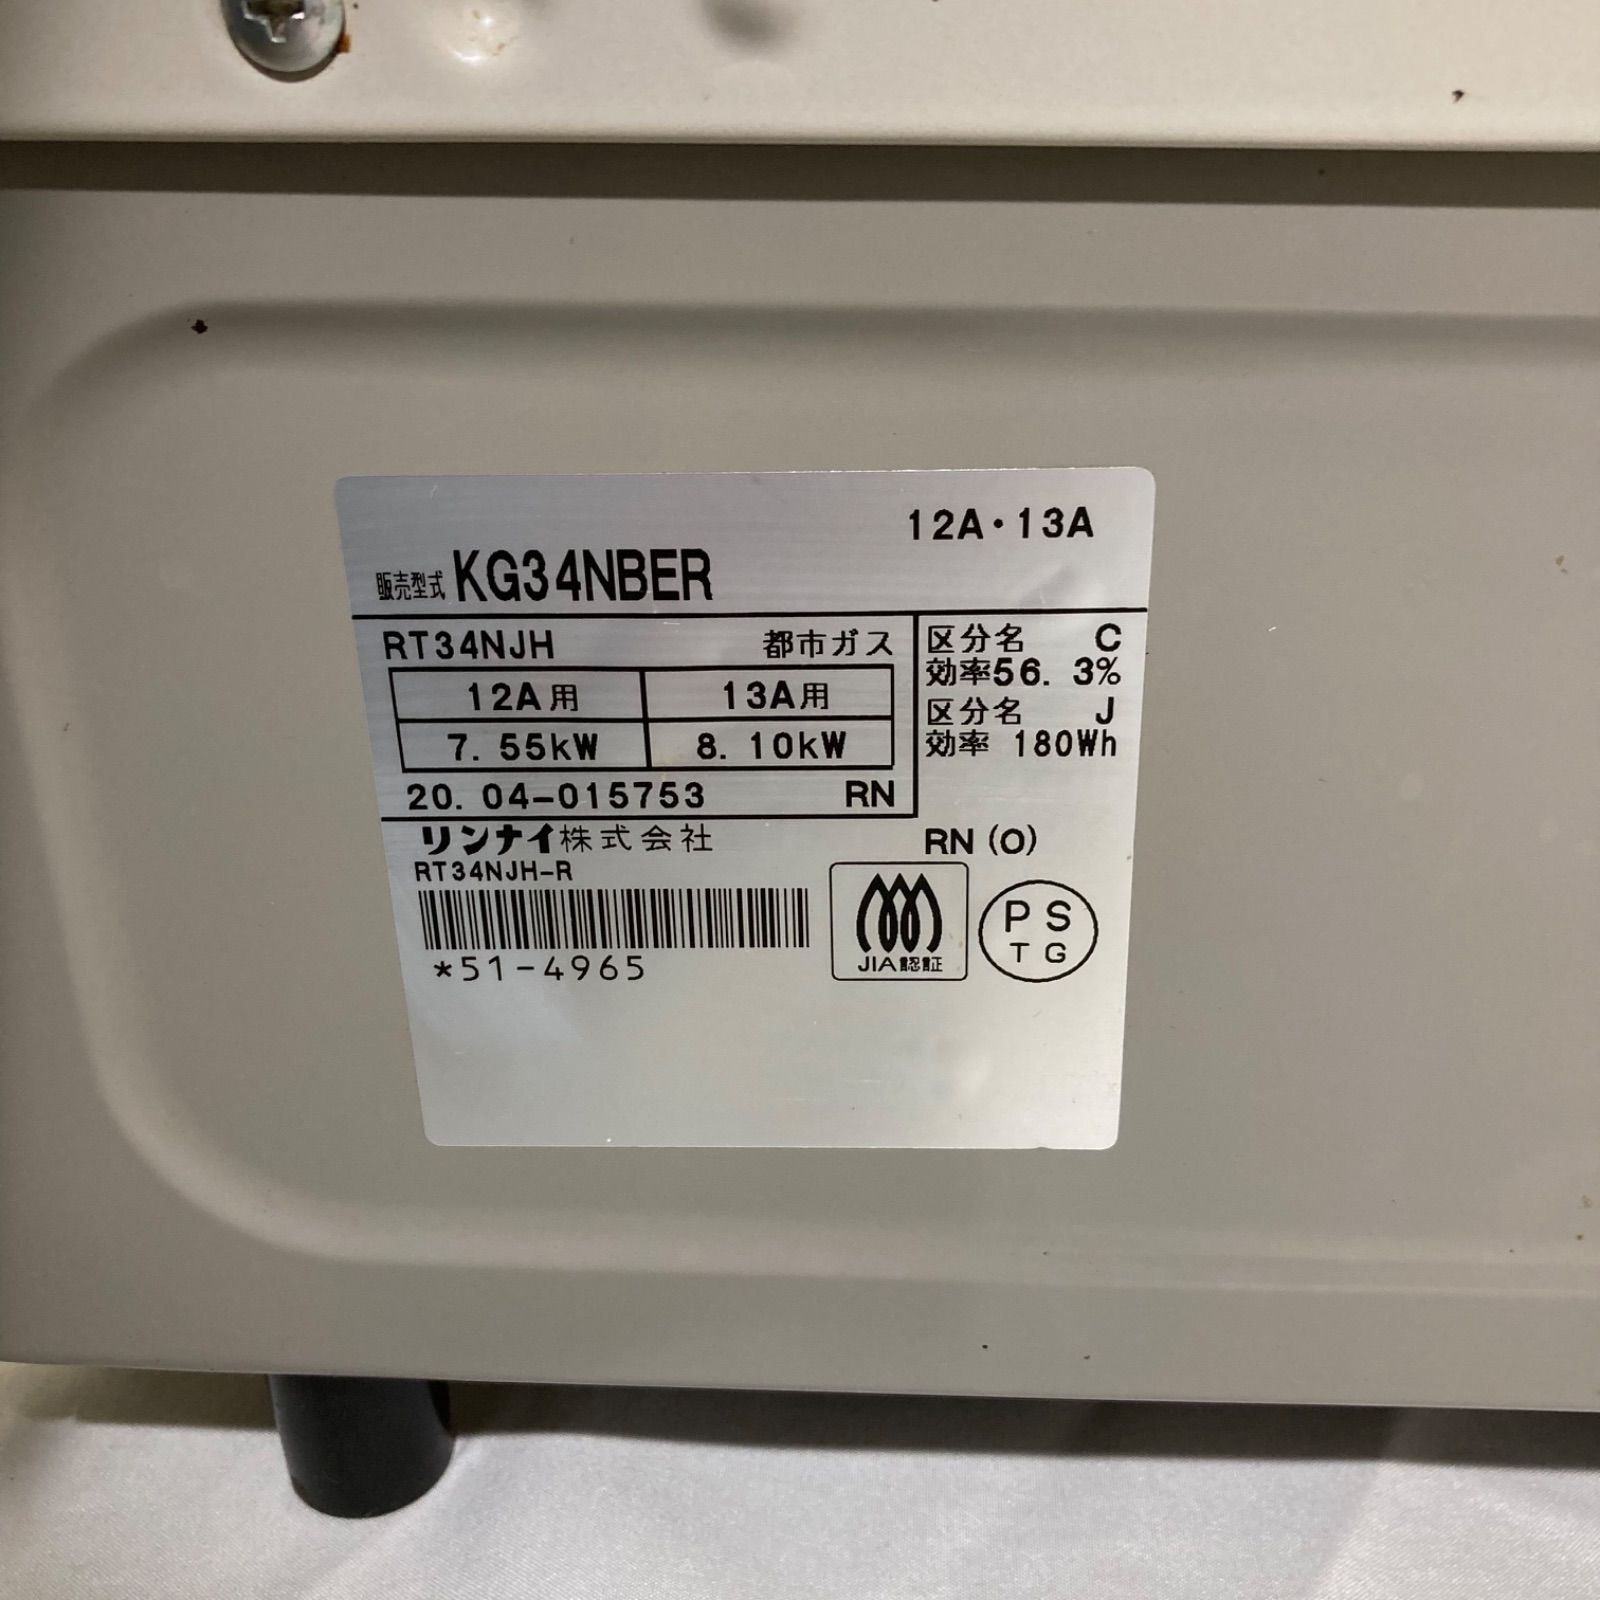 12A・13A
販売型式 KG34NBER
RT34NJH 都市ガス
12A用 13A用
7. 55kW 8. 10kW
20. 04-015753 RN
区分名 C
効率56. 3%
区分名 J
効率 180Wh
リンナイ株式会社
RN (O)
RT34NJH-R
*51-4965
JIA認証
PS
TG